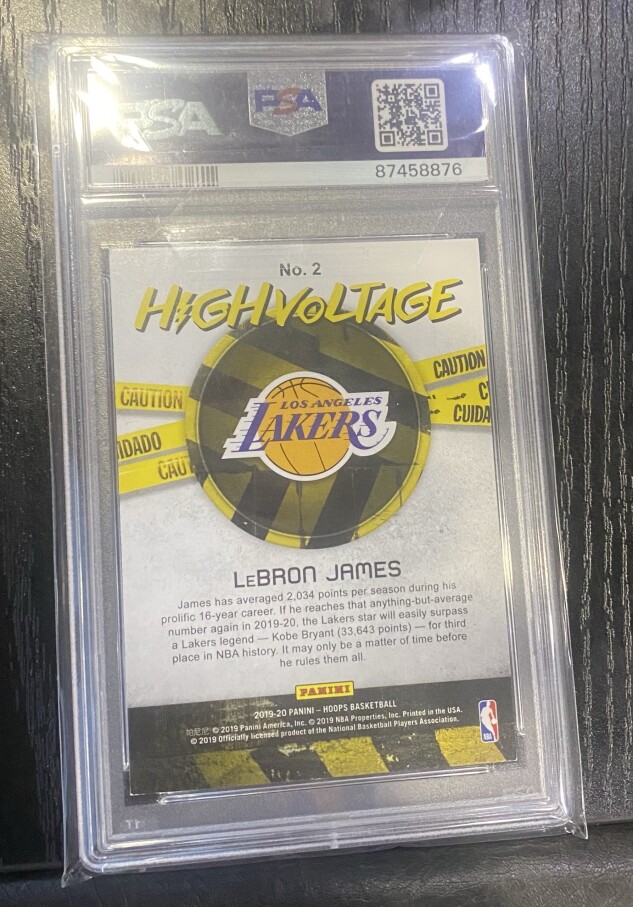 PSA
PSA
87458876
No. 2
HIGH VOLTAGE
CAUTION
CAUTION
C
CUIDA
IDADO
CAU
LOS ANGELES
LAKERS
LeBRON JAMES
James has averaged 2,034 points per season during his
prolific 16-year career. If he reaches that anything-but-average
number again in 2019-20, the Lakers star will easily surpass
a Lakers legend — Kobe Bryant (33,643 points) — for third
place in NBA history. It may only be a matter of time before
he rules them all.
PANINI
2019-20 PANINI – HOOPS BASKETBALL
帕尼尼 © 2019 Panini America, Inc. © 2019 NBA Properties, Inc. Printed in the USA.
© 2019 Officially licensed product of the National Basketball Players Association.